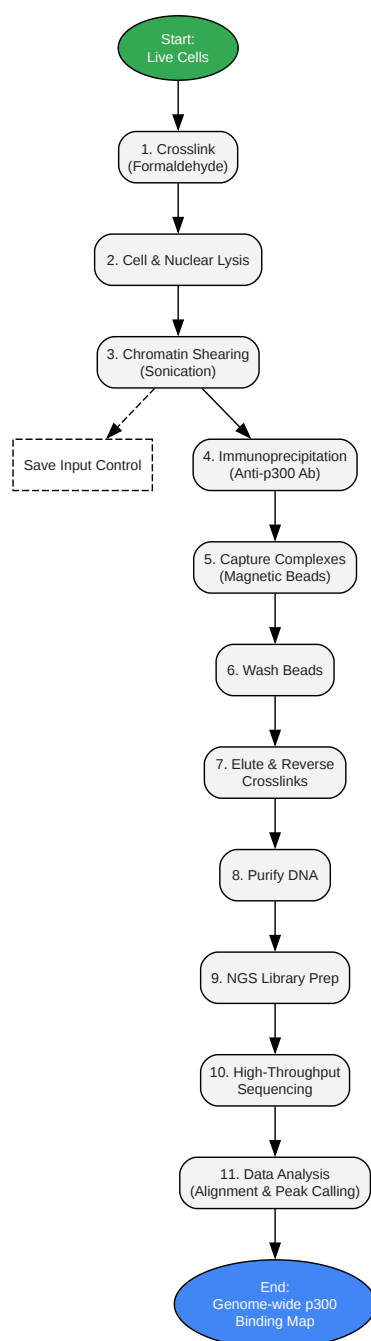 Start:
Live Cells
1. Crosslink
(Formaldehyde)
2. Cell & Nuclear Lysis
3. Chromatin Shearing
(Sonication)
Save Input Control
4. Immunoprecipitation
(Anti-p300 Ab)
5. Capture Complexes
(Magnetic Beads)
6. Wash Beads
7. Elute & Reverse
Crosslinks
8. Purify DNA
9. NGS Library Prep
10. High-Throughput
Sequencing
11. Data Analysis
(Alignment & Peak Calling)
End:
Genome-wide p300
Binding Map